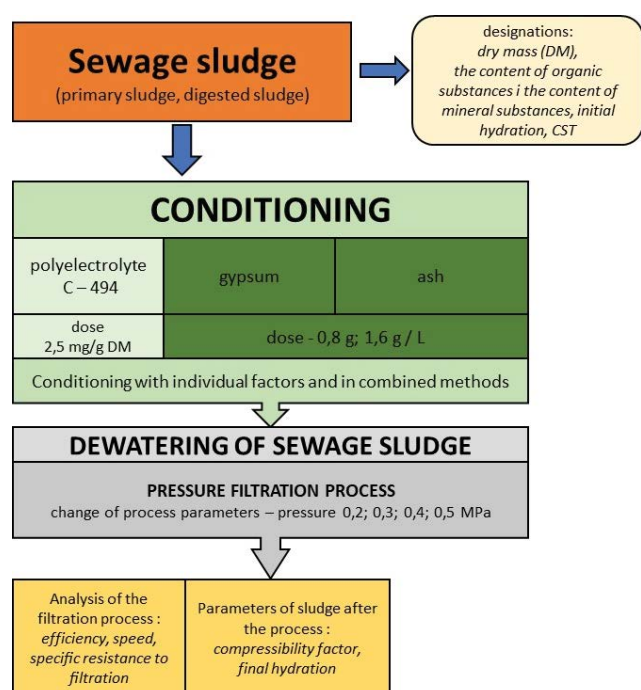 Sewage sludge
(primary sludge, digested sludge)
designations:
dry mass (DM),
the content of organic
substances i the content of
mineral substances, initial
hydration, CST
CONDITIONING
polyelectrolyte
C – 494
gypsum
ash
dose
2,5 mg/g DM
dose - 0,8 g; 1,6 g / L
Conditioning with individual factors and in combined methods
DEWATERING OF SEWAGE SLUDGE
PRESSURE FILTRATION PROCESS
change of process parameters – pressure 0,2; 0,3; 0,4; 0,5 MPa
Analysis of the
filtration process :
efficiency, speed,
specific resistance to
filtration
Parameters of sludge after
the process :
compressibility factor,
final hydration